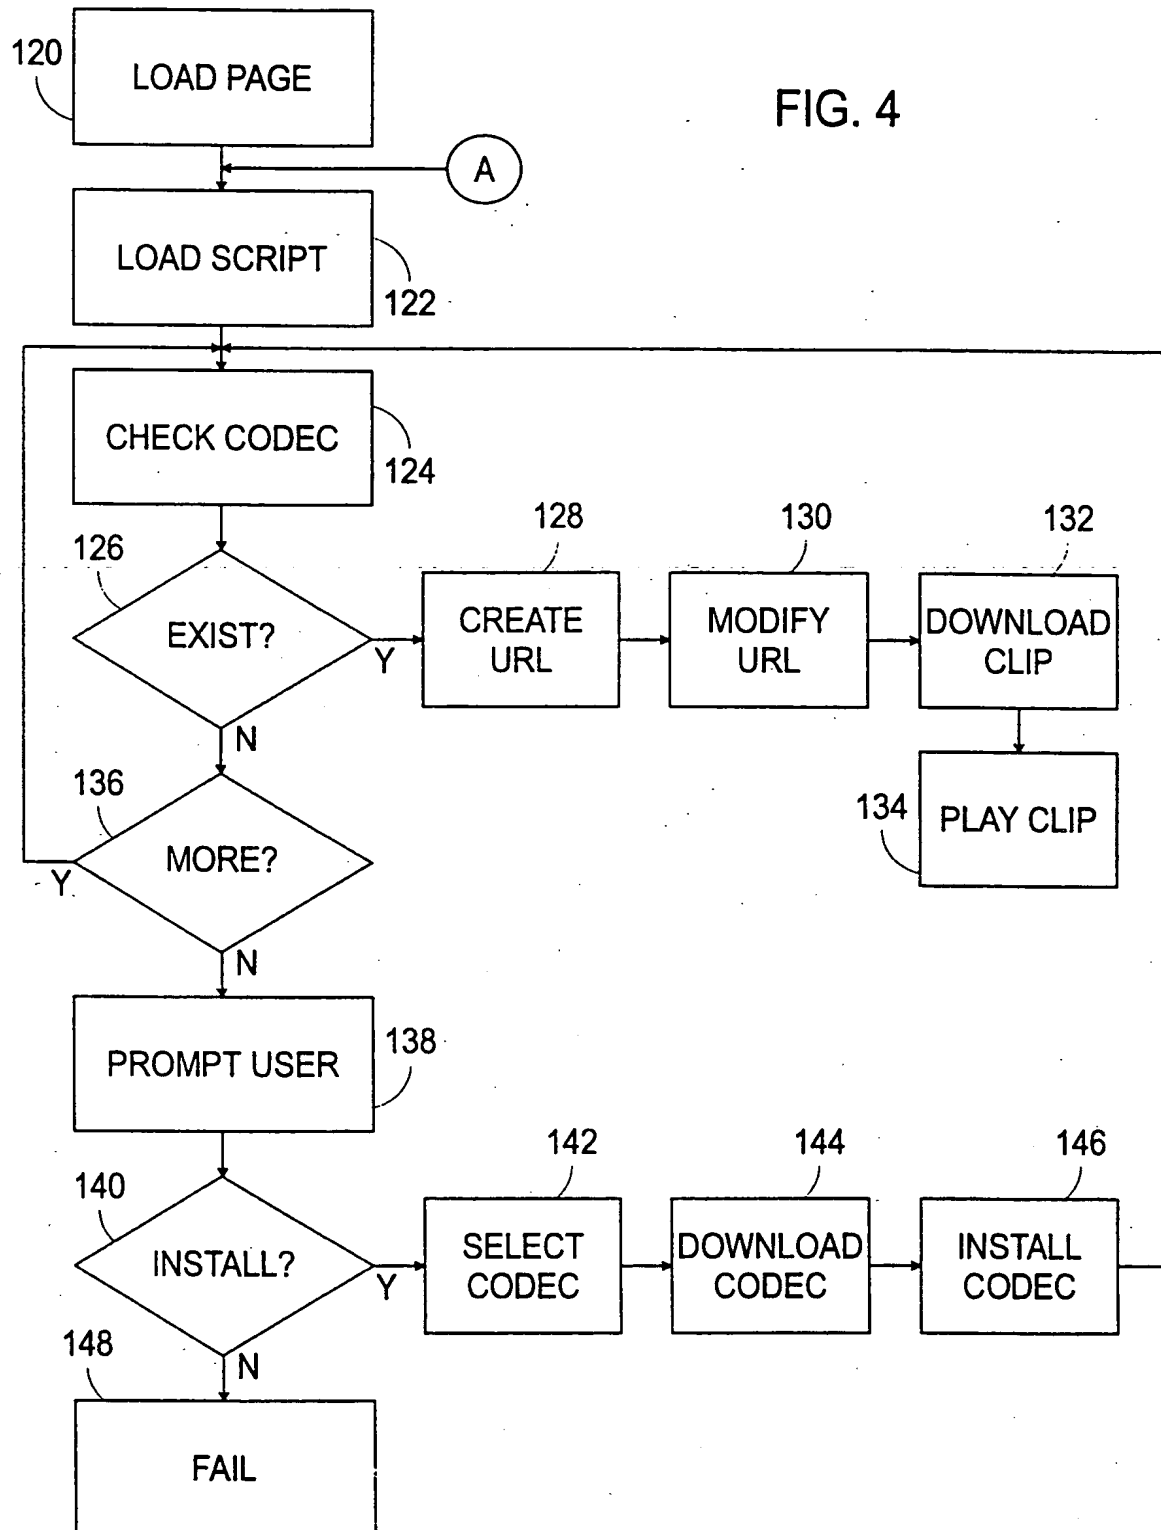 120
LOAD PAGE
FIG. 4
A
LOAD SCRIPT
122
CHECK CODEC
124
126
EXIST?
Y
N
128
CREATE
URL
130
MODIFY
URL
132
DOWNLOAD
CLIP
134
PLAY CLIP
136
MORE?
Y
N
PROMPT USER
138
140
INSTALL?
Y
N
142
SELECT
CODEC
144
DOWNLOAD
CODEC
146
INSTALL
CODEC
148
FAIL